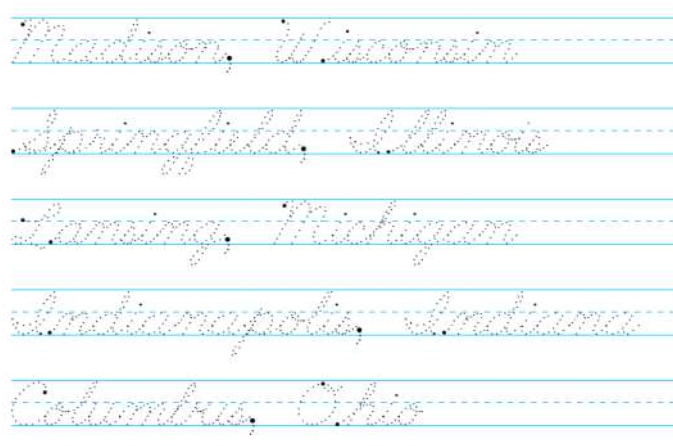 Madison, Wisconsin
Springfield, Illinois
Lansing, Michigan
Indianapolis, Indiana
Columbus, Ohio